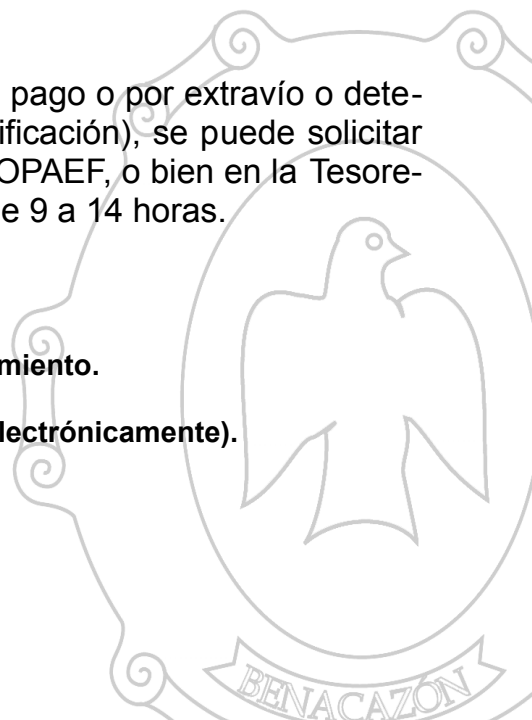 pago o por extravío o dete-
ificación), se puede solicitar
OPAEF, o bien en la Tesore-
e 9 a 14 horas.
miento.
lectrónicamente).
BENACAZÓN